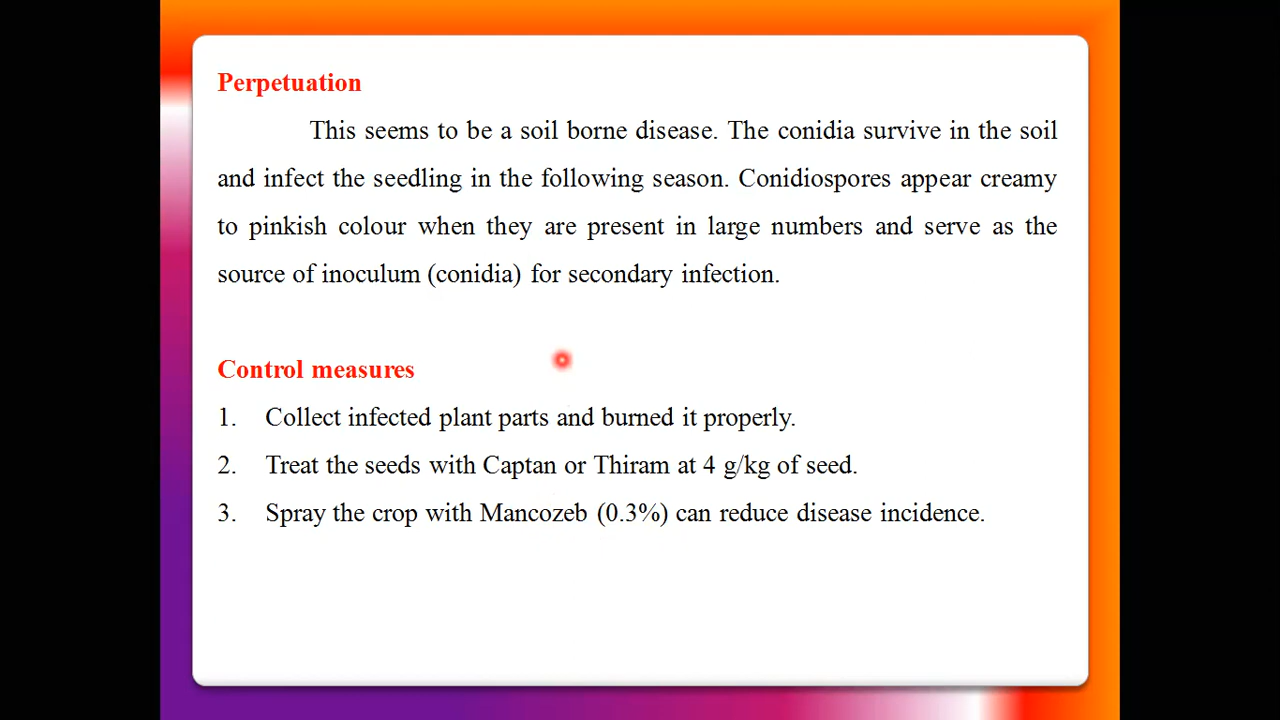 Perpetuation
This seems to be a soil borne disease. The conidia survive in the soil
and infect the seedling in the following season. Conidiospores appear creamy
to pinkish colour when they are present in large numbers and serve as the
source of inoculum (conidia) for secondary infection.
Control measures
1. Collect infected plant parts and burned it properly.
2. Treat the seeds with Captan or Thiram at 4 g/kg of seed.
3. Spray the crop with Mancozeb (0.3%) can reduce disease incidence.